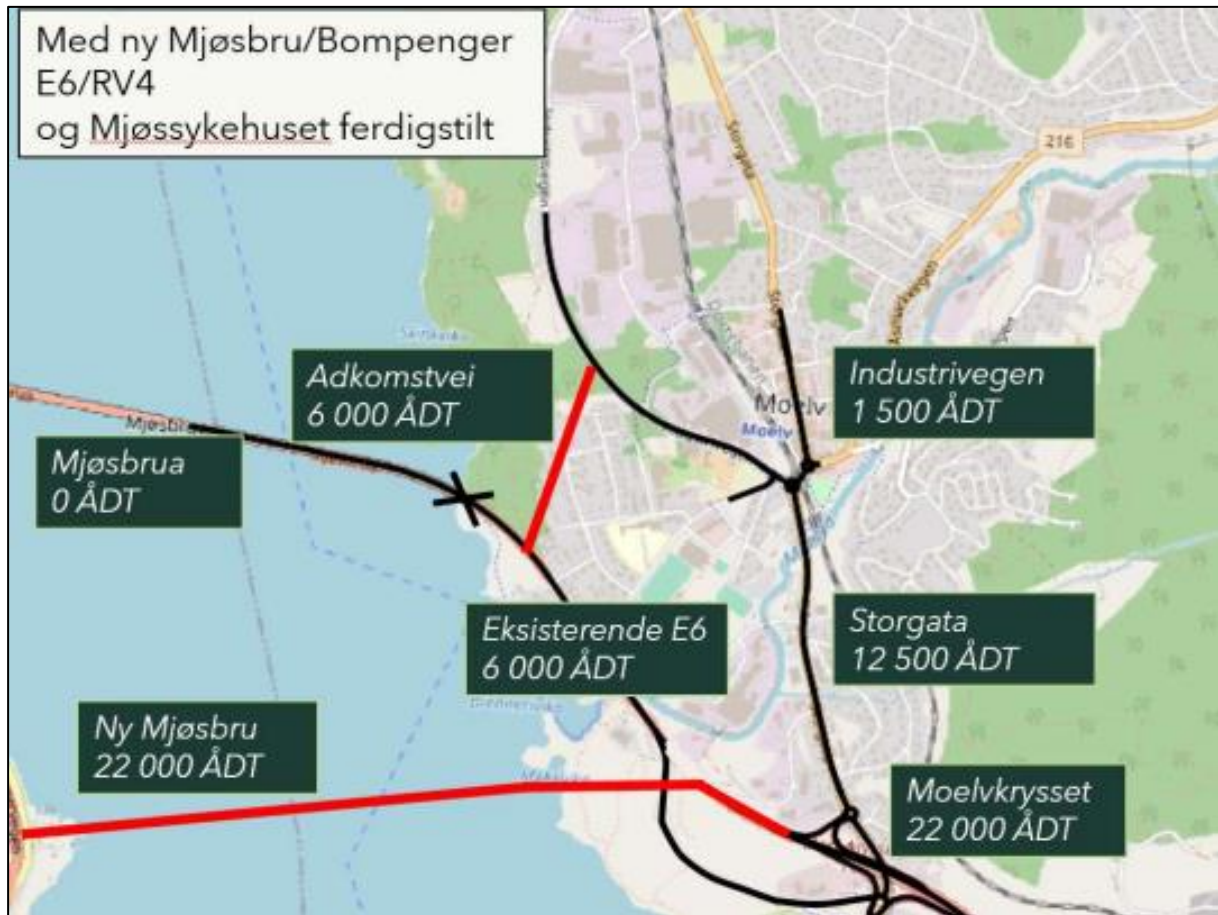 Med ny Mjøsbru/Bompenger
E6/RV4
og Mjøssykehuset ferdigstilt
216
Storgata
Adkomstvei
6 000 ÅDT
Industrivegen
1 500 ÅDT
Moelv
Moelv
Mjøsbrua
0 ÅDT
Eksisterende E6
6 000 ÅDT
Storgata
12 500 ÅDT
Ny Mjøsbru
22 000 ÅDT
Moelvkrysset
22 000 ÅDT